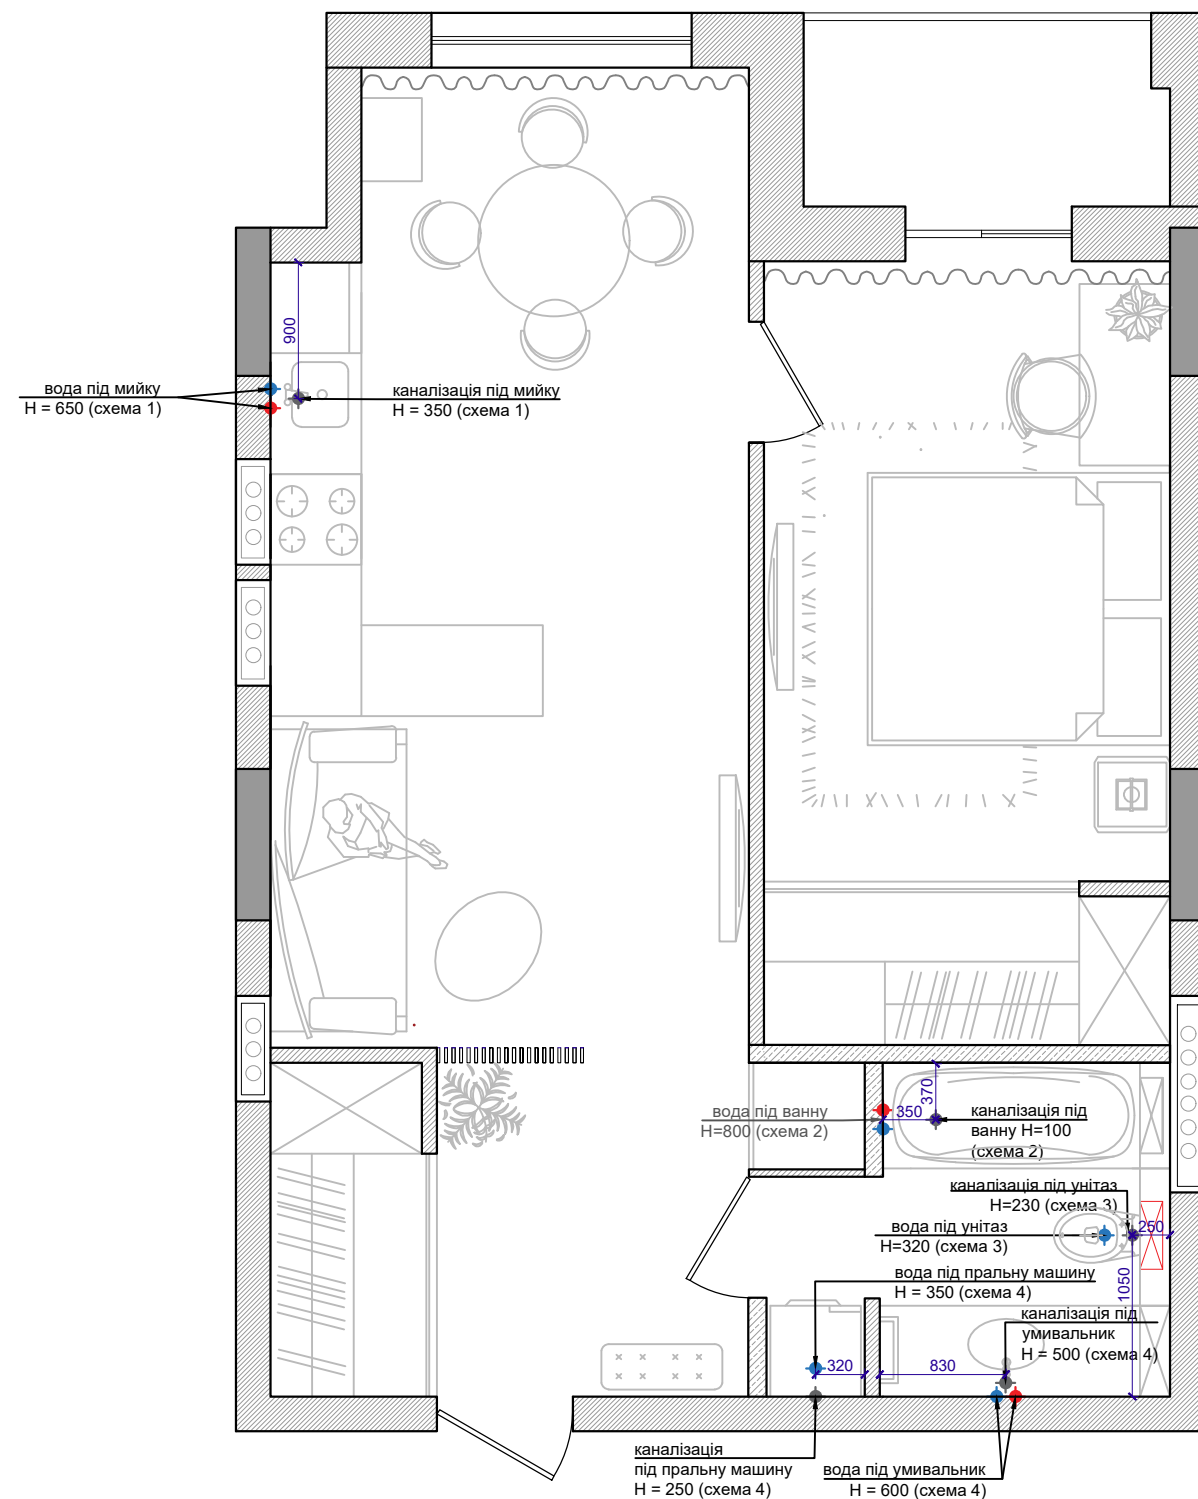 900
вода під мийку
H = 650 (схема 1)
каналізація під мийку
H = 350 (схема 1)
вода під ванну
H=800 (схема 2)
350
370
каналізація під
ванну H=100
(схема 2)
каналізація під унітаз
H=230 (схема 3)
вода під унітаз
H=320 (схема 3)
250
вода під пральну машину
H = 350 (схема 4)
1050
каналізація під
умивальник
H = 500 (схема 4)
320
830
каналізація
під пральну машину
H = 250 (схема 4)
вода під умивальник
H = 600 (схема 4)